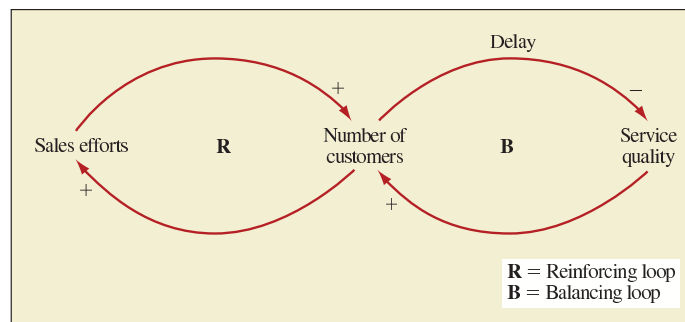 Delay
+
−
Sales efforts
R
Number of
customers
B
Service
quality
+
+
R = Reinforcing loop
B = Balancing loop